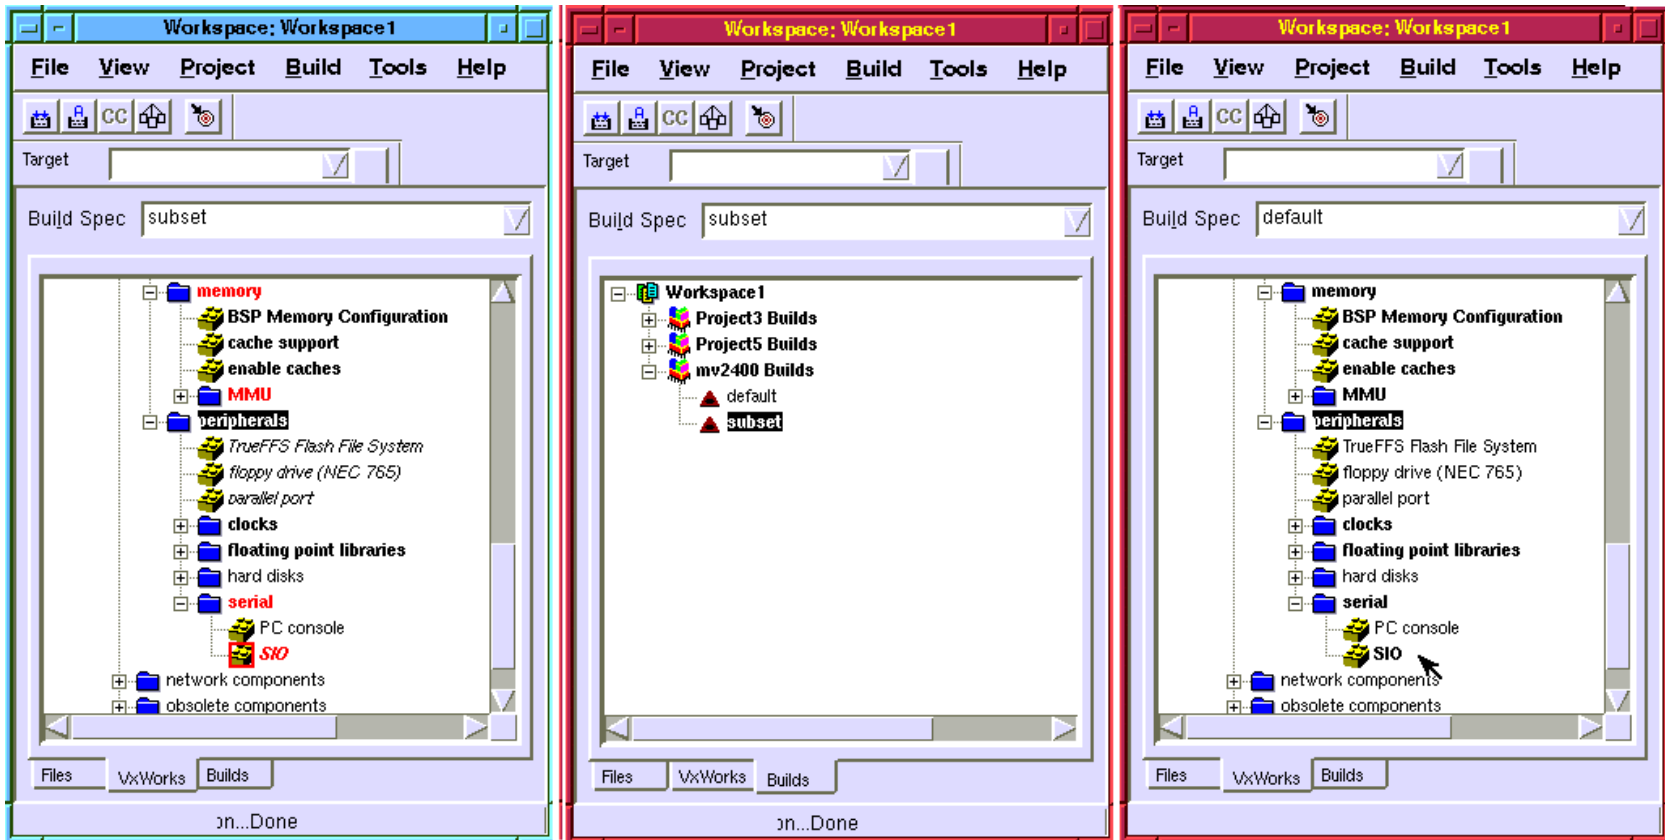 Workspace: Workspace1
File View Project Build Tools Help
CC
Target
Build Spec subset
memory
BSP Memory Configuration
cache support
enable caches
MMU
peripherals
TrueFFS Flash File System
floppy drive (NEC 765)
parallel port
clocks
floating point libraries
hard disks
serial
PC console
SIO
network components
obsolete components
Files VxWorks Builds
on...Done
Workspace: Workspace1
File View Project Build Tools Help
CC
Target
Build Spec subset
Workspace1
Project3 Builds
Project5 Builds
mv2400 Builds
default
subset
Files VxWorks Builds
on...Done
Workspace: Workspace1
File View Project Build Tools Help
CC
Target
Build Spec default
memory
BSP Memory Configuration
cache support
enable caches
MMU
peripherals
TrueFFS Flash File System
floppy drive (NEC 765)
parallel port
clocks
floating point libraries
hard disks
serial
PC console
SIO
network components
obsolete components
Files VxWorks Builds